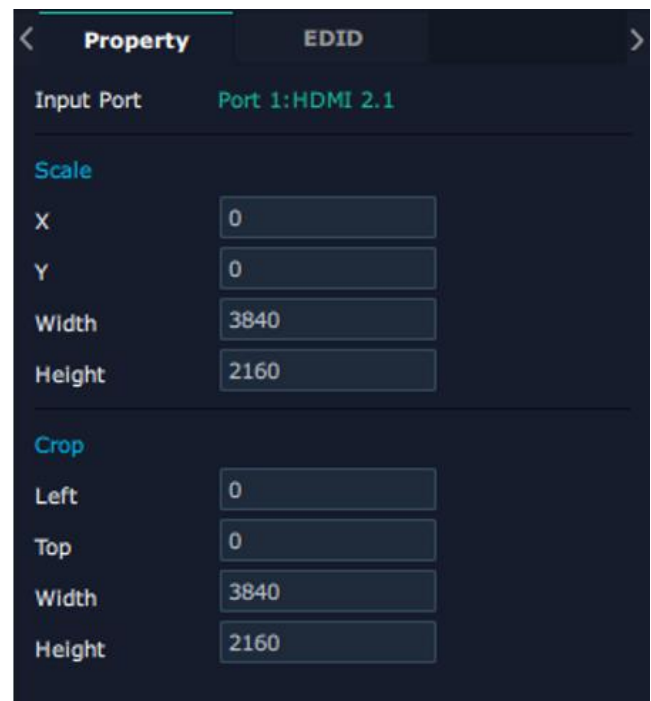 Property EDID
Input Port Port 1:HDMI 2.1
Scale
X 0
Y 0
Width 3840
Height 2160
Crop
Left 0
Top 0
Width 3840
Height 2160